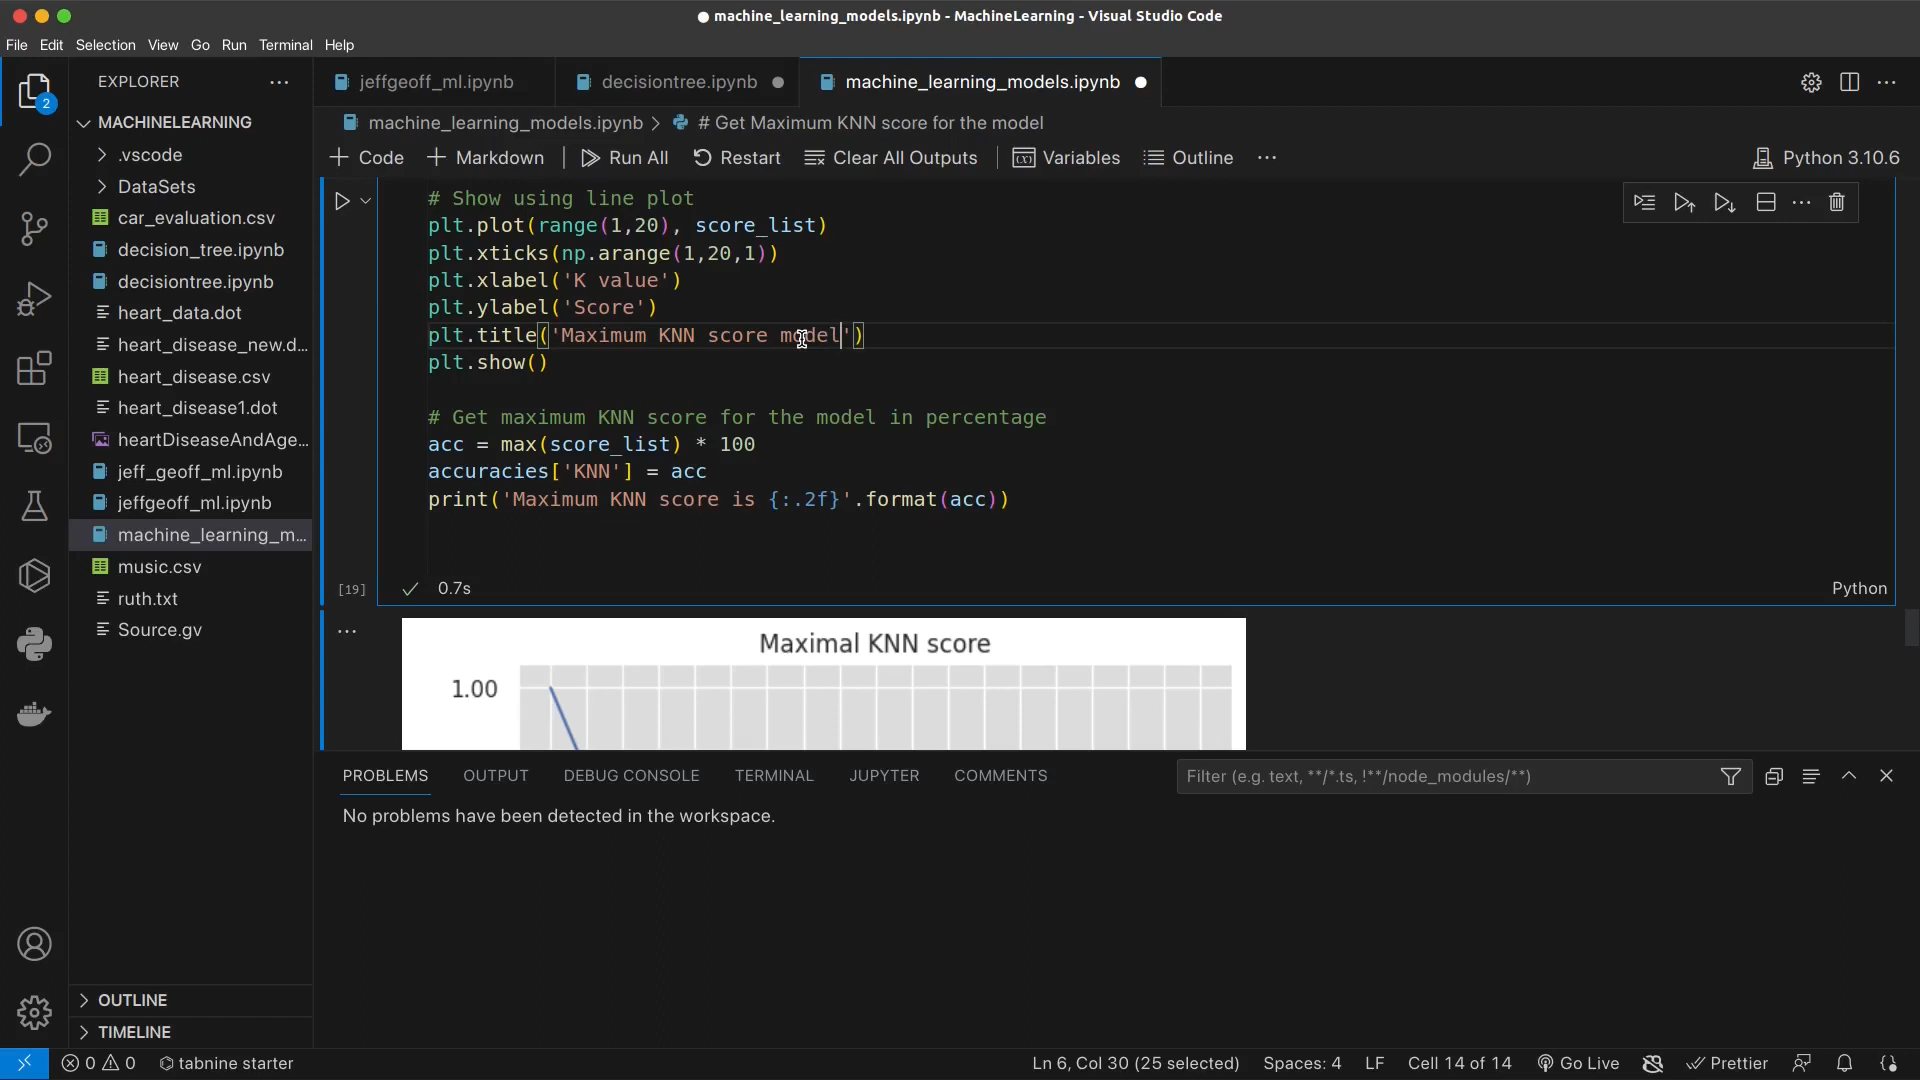 machine_learning_models.ipynb - MachineLearning - Visual Studio Code
File Edit Selection View Go Run Terminal Help
EXPLORER
2
MACHINELEARNING
.vscode
DataSets
car_evaluation.csv
decision_tree.ipynb
decisiontree.ipynb
heart_data.dot
heart_disease_new.d...
heart_disease.csv
heart_disease1.dot
heartDiseaseAndAge...
jeff_geoff_ml.ipynb
jeffgeoff_ml.ipynb
machine_learning_m...
music.csv
ruth.txt
Source.gv
OUTLINE
TIMELINE
jeffgeoff_ml.ipynb decisiontree.ipynb machine_learning_models.ipynb
machine_learning_models.ipynb > # Get Maximum KNN score for the model
Code Markdown Run All Restart Clear All Outputs Variables Outline Python 3.10.6
# Show using line plot
plt.plot(range(1,20), score_list)
plt.xticks(np.arange(1,20,1))
plt.xlabel('K value')
plt.ylabel('Score')
plt.title('Maximum KNN score model')
plt.show()
# Get maximum KNN score for the model in percentage
acc = max(score_list) * 100
accuracies['KNN'] = acc
print('Maximum KNN score is {:.2f}'.format(acc))
[19] 0.7s Python
Maximal KNN score
1.00
PROBLEMS OUTPUT DEBUG CONSOLE TERMINAL JUPYTER COMMENTS Filter (e.g. text, **/*.ts, !**/node_modules/**)
No problems have been detected in the workspace.
0 0 tabnine starter Ln 6, Col 30 (25 selected) Spaces: 4 LF Cell 14 of 14 Go Live Prettier